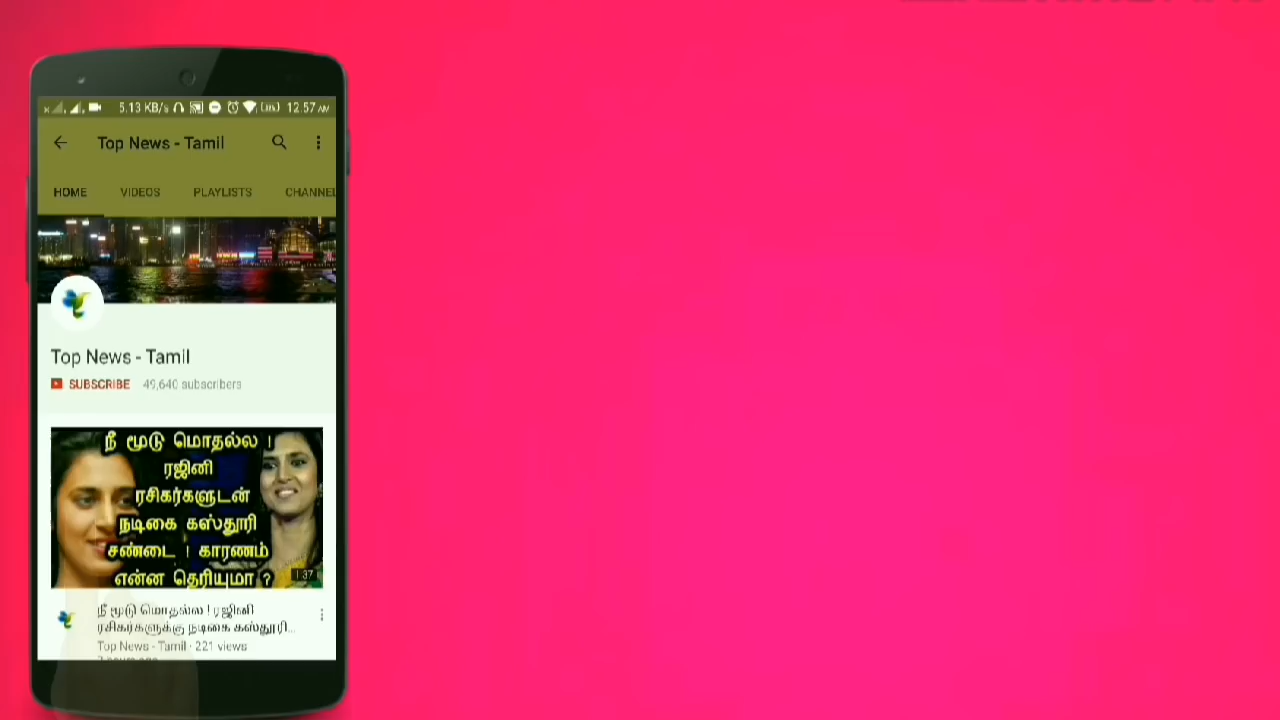 5.13 KB/s 12.57 AM
Top News - Tamil
HOME VIDEOS PLAYLISTS CHANNEL
Top News - Tamil
SUBSCRIBE 49,640 subscribers
நீ மூடு மொதல்ல !
ரஜினி
ரசிகர்களுடன்
நடிகை கஸ்தூரி
சண்டை ! காரணம்
என்ன தெரியுமா ?
1:37
நீ மூடு மொதல்ல ! ரஜினி
ரசிகர்களுக்கு நடிகை கஸ்தூரி...
Top News - Tamil · 221 views